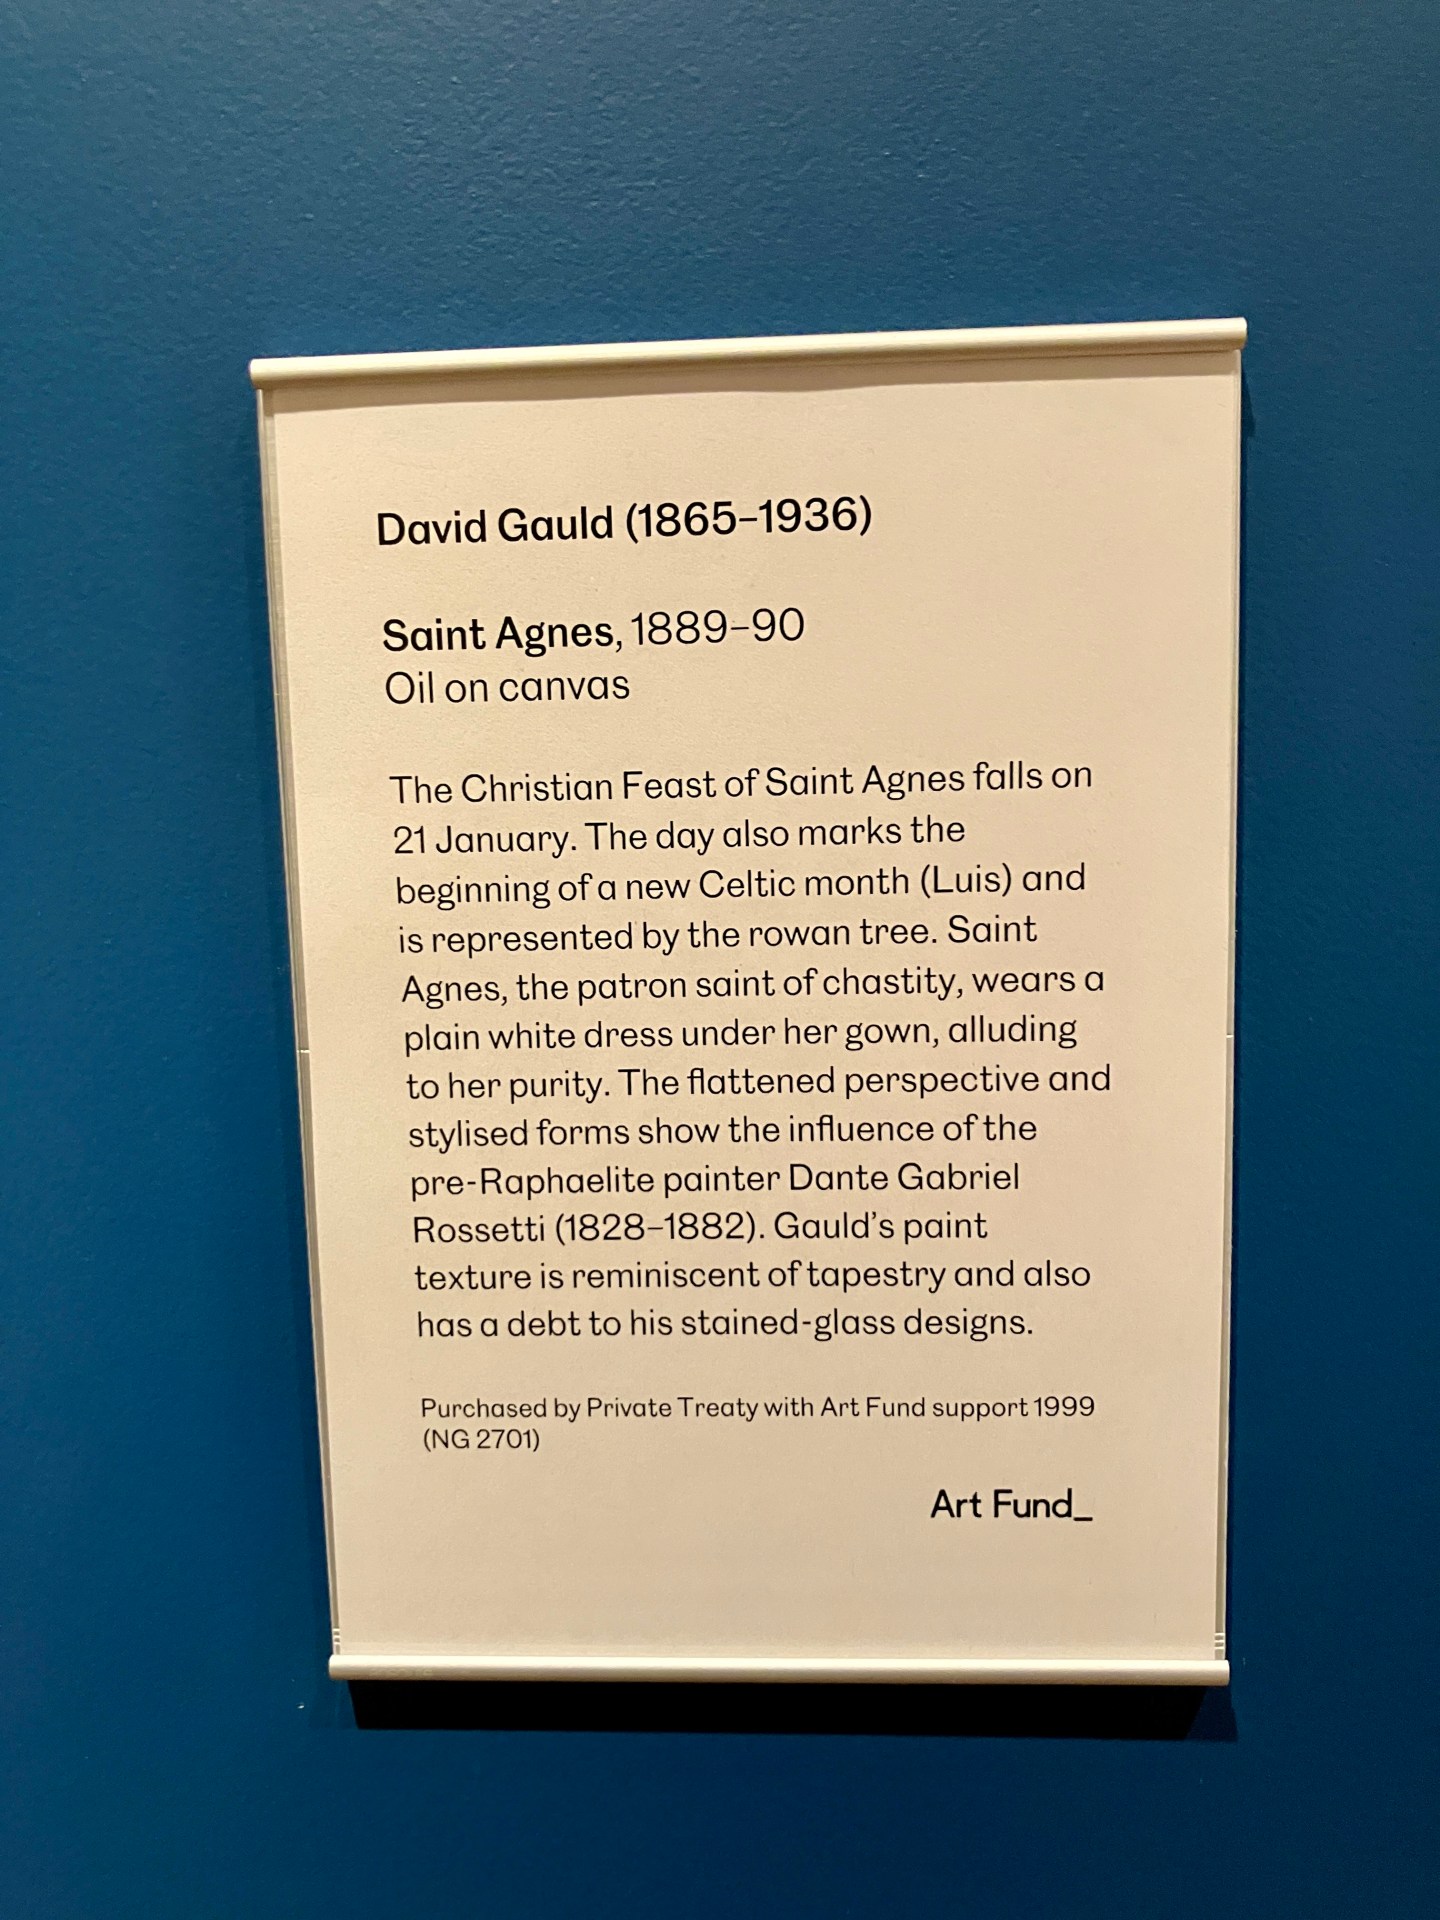 David Gauld (1865–1936)
Saint Agnes, 1889–90
Oil on canvas
The Christian Feast of Saint Agnes falls on
21 January. The day also marks the
beginning of a new Celtic month (Luis) and
is represented by the rowan tree. Saint
Agnes, the patron saint of chastity, wears a
plain white dress under her gown, alluding
to her purity. The flattened perspective and
stylised forms show the influence of the
pre-Raphaelite painter Dante Gabriel
Rossetti (1828–1882). Gauld’s paint
texture is reminiscent of tapestry and also
has a debt to his stained-glass designs.
Purchased by Private Treaty with Art Fund support 1999
(NG 2701)
Art Fund_